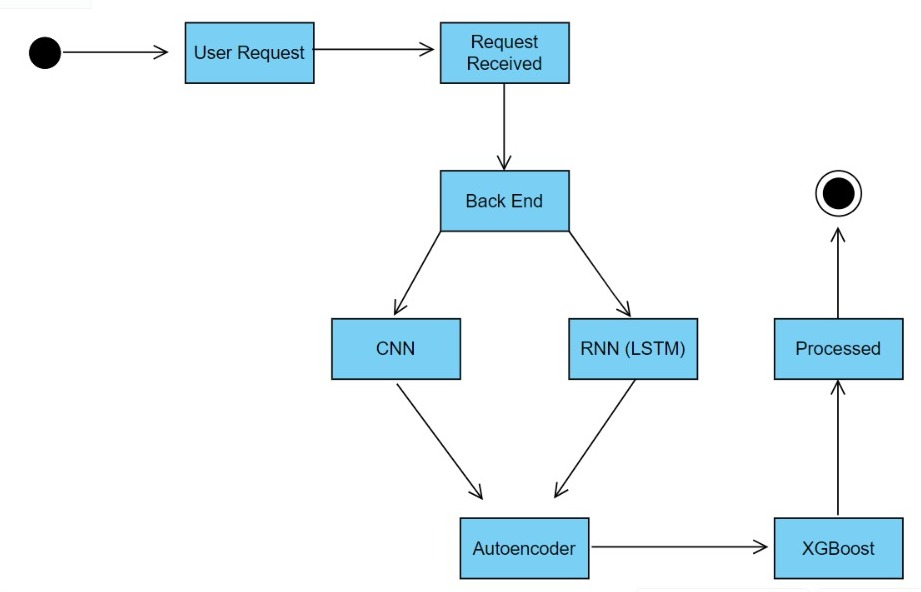 User Request
Request
Received
Back End
CNN
RNN (LSTM)
Processed
Autoencoder
XGBoost